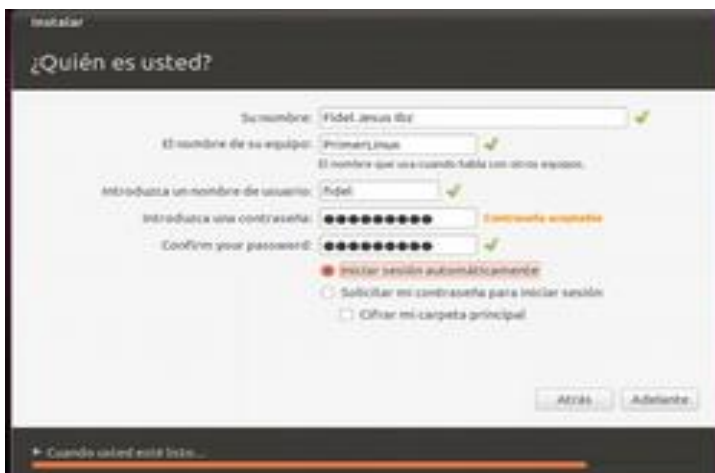 Instalar
¿Quién es usted?
Su nombre: Fidel Jesus
El nombre de su equipo: PrimerLinux
El nombre que usa cuando habla con otros equipos.
Introduzca un nombre de usuario: fidel
Introduzca una contraseña: ●●●●●●●●● Contraseña aceptable
Confirm your password: ●●●●●●●●●
Iniciar sesión automáticamente
Solicitar mi contraseña para iniciar sesión
Cifrar mi carpeta principal
Atrás Adelante
Cuando usted esté listo...